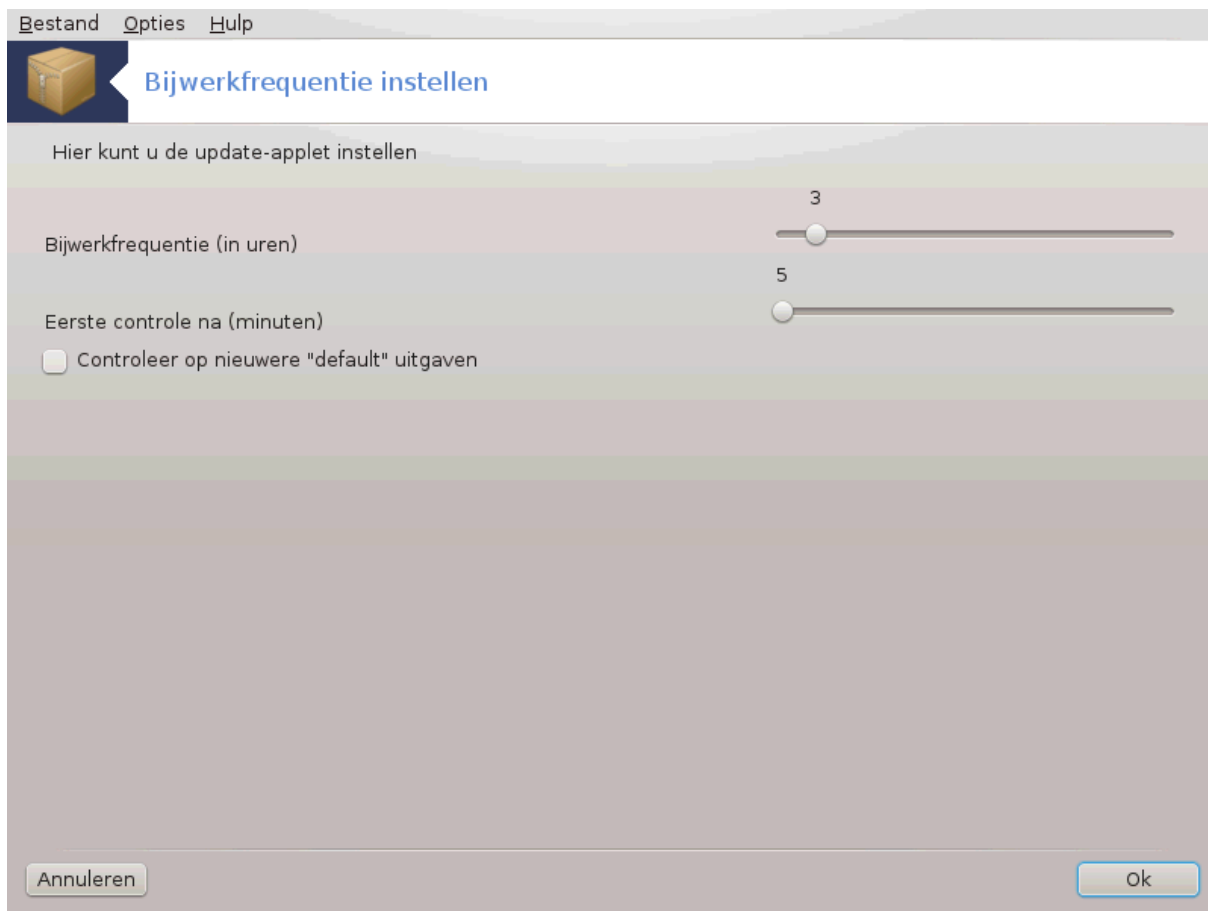 Bestand Opties Hulp
Bijwerkfrequentie instellen
Hier kunt u de update-applet instellen
3
Bijwerkfrequentie (in uren)
5
Eerste controle na (minuten)
Controleer op nieuwere "default" uitgaven
Annuleren Ok